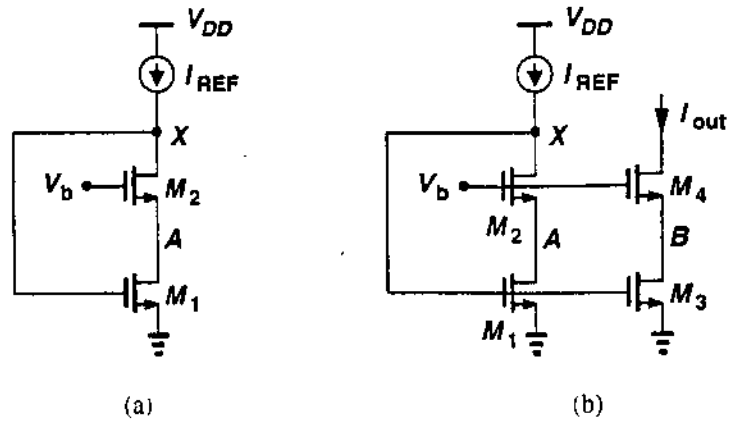 V_DD
I_REF
X
V_b
M_2
A
M_1
(a)
V_DD
I_REF
X
I_out
V_b
M_2
M_4
A
B
M_1
M_3
(b)